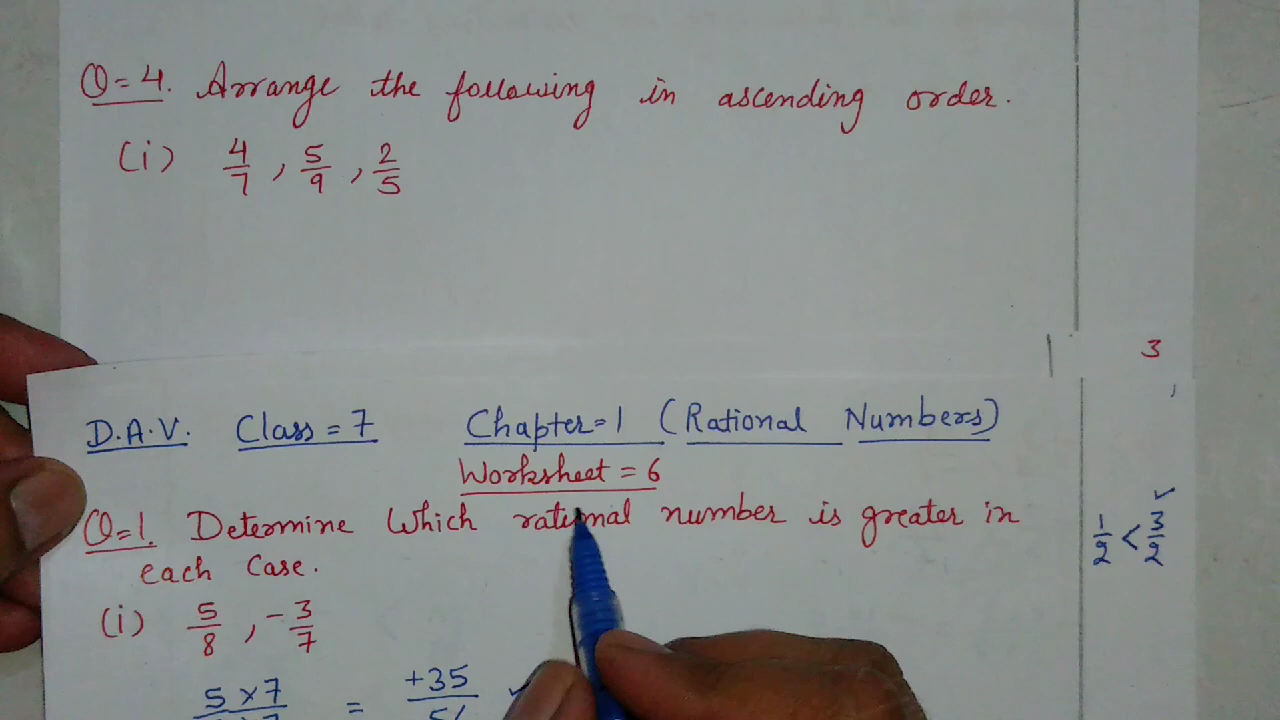 Q=4. Arrange the following in ascending order.
(i) 4/7, 5/9, 2/5
3
D.A.V. Class=7 Chapter=1 (Rational Numbers)
Worksheet = 6
Q=1. Determine Which rational number is greater in
each Case.
1/2 < 3/2 ✓
(i) 5/8, -3/7
5×7 = +35